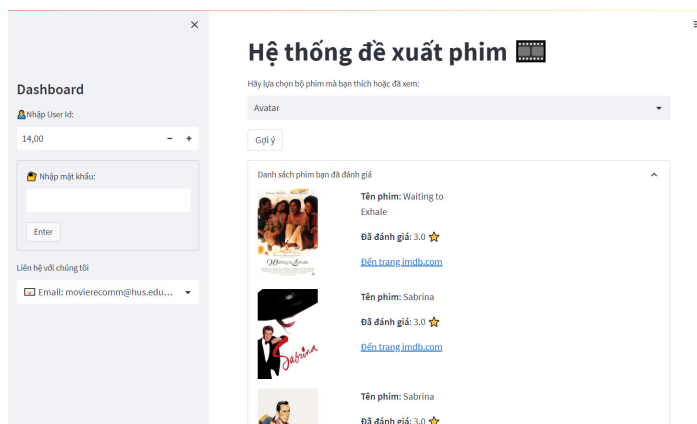 Dashboard
Nhập User Id:
14,00
Nhập mật khẩu:
Enter
Liên hệ với chúng tôi
Email: movierecomm@hus.edu...
Hệ thống đề xuất phim
Hãy lựa chọn bộ phim mà bạn thích hoặc đã xem:
Avatar
Gợi ý
Danh sách phim bạn đã đánh giá
Waiting to Exhale
Tên phim: Waiting to
Exhale
Đã đánh giá: 3.0
Đến trang imdb.com
Sabrina
Tên phim: Sabrina
Đã đánh giá: 3.0
Đến trang imdb.com
Tên phim: Sabrina
Đã đánh giá: 3.0